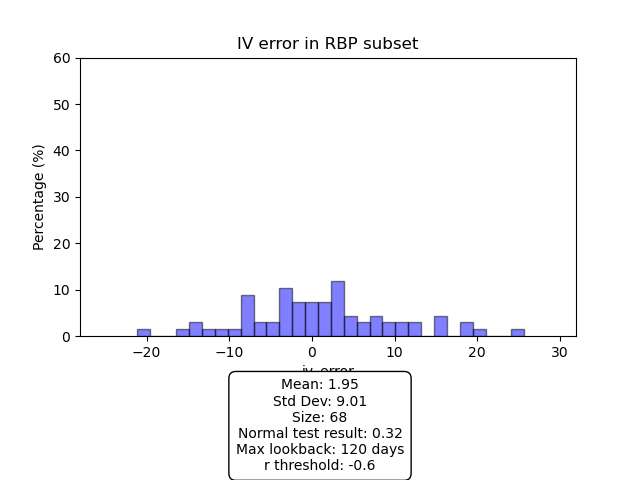 IV error in RBP subset
60
50
40
30
20
10
0
Percentage (%)
−20
−10
0
10
20
30
iv_error
Mean: 1.95
Std Dev: 9.01
Size: 68
Normal test result: 0.32
Max lookback: 120 days
r threshold: -0.6